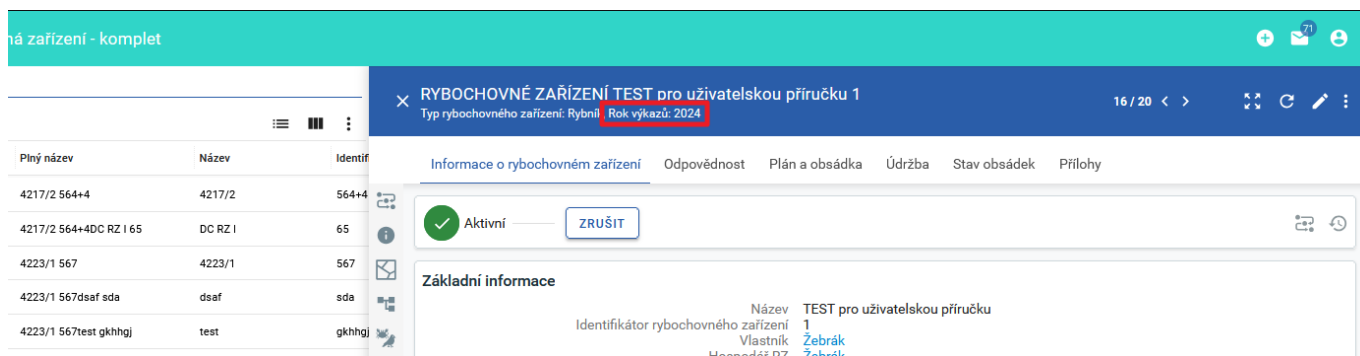 ná zařízení - komplet
71
RYBOCHOVNÉ ZAŘÍZENÍ TEST pro uživatelskou příručku 1
Typ rybochovného zařízení: Rybník, Rok výkazů: 2024
16 / 20
Informace o rybochovném zařízení Odpovědnost Plán a obsádka Údržba Stav obsádek Přílohy
Plný název Název Identifi
4217/2 564+4 4217/2 564+4
4217/2 564+4DC RZ I 65 DC RZ I 65
4223/1 567 4223/1 567
4223/1 567dsaf sda dsaf sda
4223/1 567test gkhhgj test gkhhgj
Aktivní ZRUŠIT
Základní informace
Název TEST pro uživatelskou příručku
Identifikátor rybochovného zařízení 1
Vlastník Žebrák
Hospodář RZ Žebrák